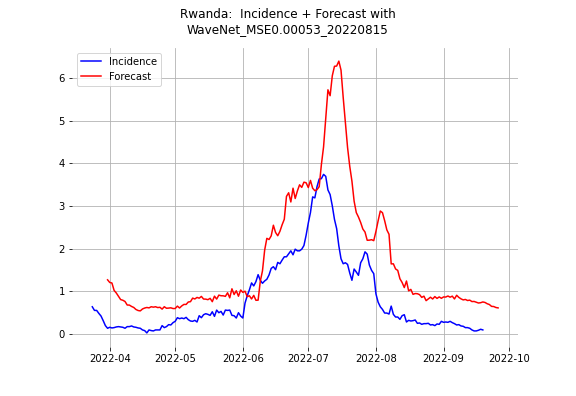 Rwanda:  Incidence + Forecast with
WaveNet_MSE0.00053_20220815
Incidence
Forecast
6
5
4
3
2
1
0
2022-04 2022-05 2022-06 2022-07 2022-08 2022-09 2022-10